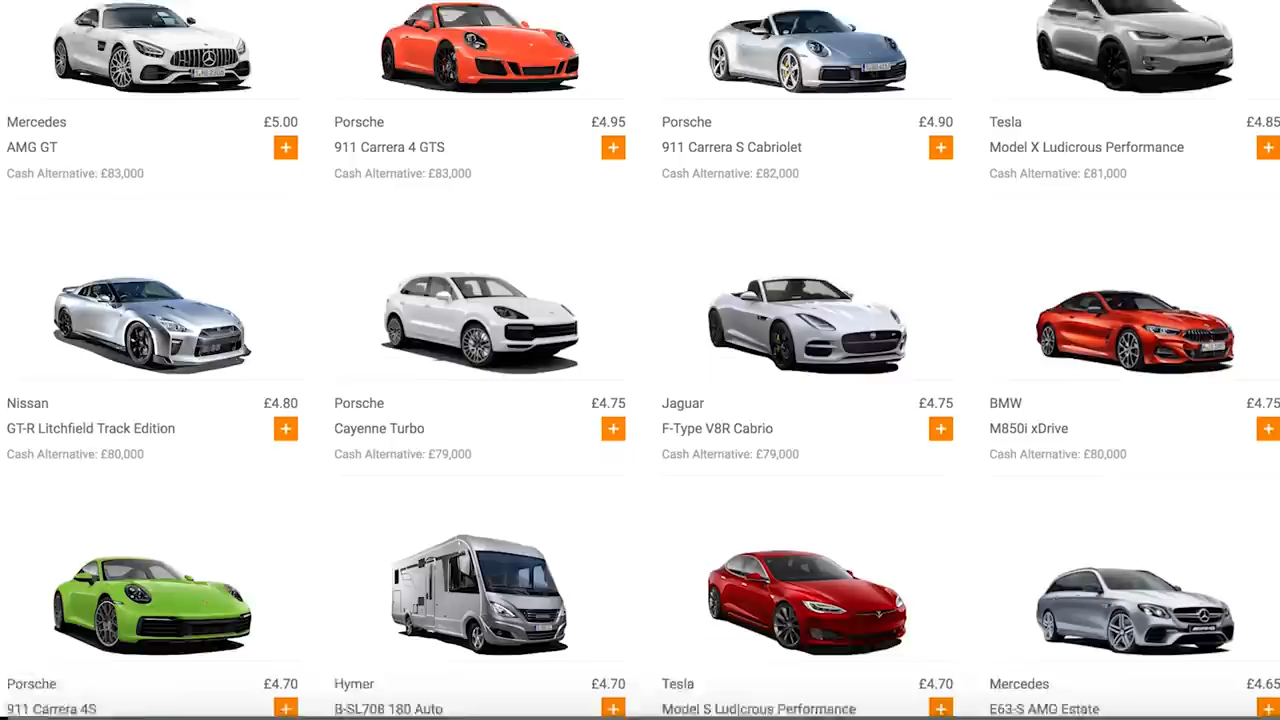 Mercedes £5.00
AMG GT +
Cash Alternative: £83,000
Porsche £4.95
911 Carrera 4 GTS +
Cash Alternative: £83,000
Porsche £4.90
911 Carrera S Cabriolet +
Cash Alternative: £82,000
Tesla £4.85
Model X Ludicrous Performance +
Cash Alternative: £81,000
Nissan £4.80
GT-R Litchfield Track Edition +
Cash Alternative: £80,000
Porsche £4.75
Cayenne Turbo +
Cash Alternative: £79,000
Jaguar £4.75
F-Type V8R Cabrio +
Cash Alternative: £79,000
BMW £4.75
M850i xDrive +
Cash Alternative: £80,000
Porsche £4.70
911 Carrera 4S +
Hymer £4.70
B-SL708 180 Auto +
Tesla £4.70
Model S Ludicrous Performance +
Mercedes £4.65
E63-S AMG Estate +